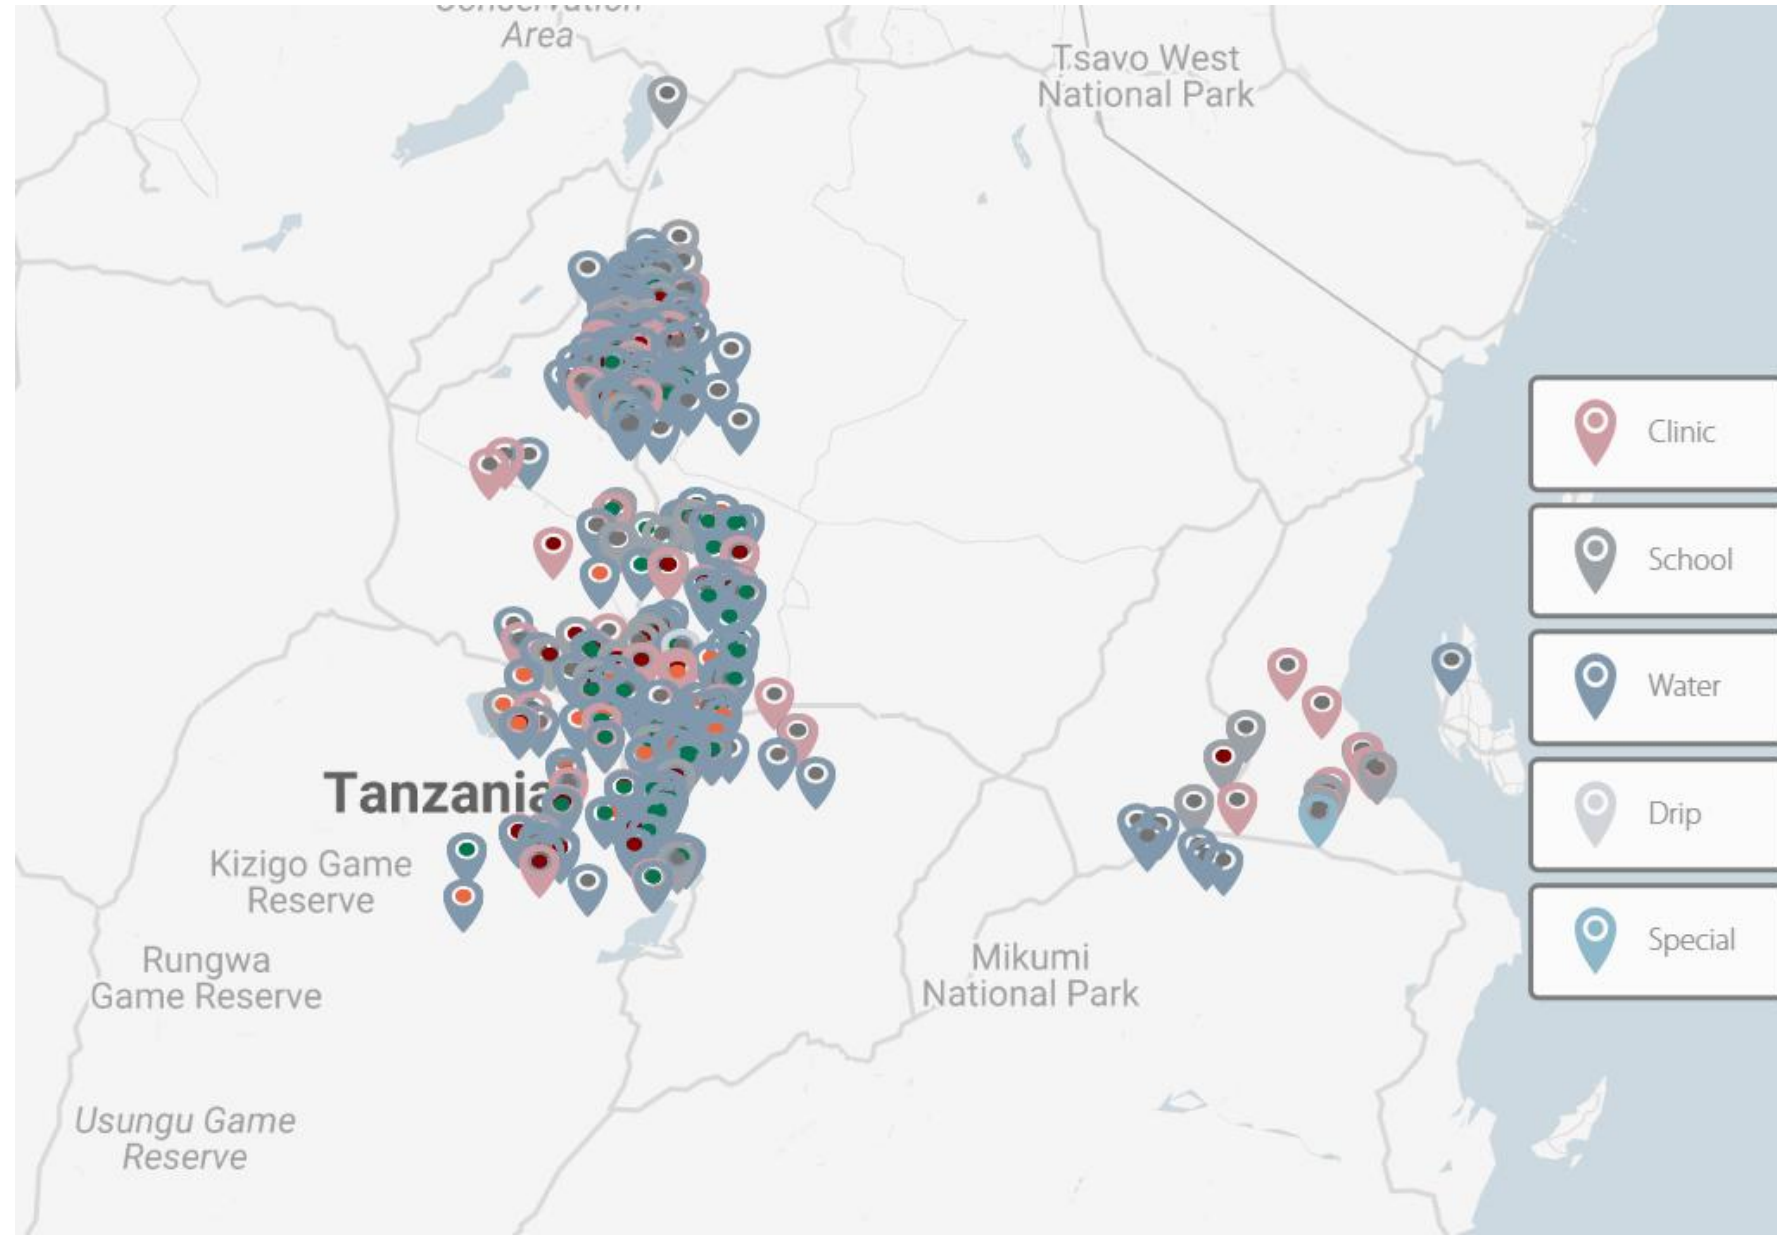 Conservation
Area
Tsavo West
National Park
Clinic
School
Water
Drip
Special
Tanzania
Kizigo Game
Reserve
Rungwa
Game Reserve
Mikumi
National Park
Usungu Game
Reserve